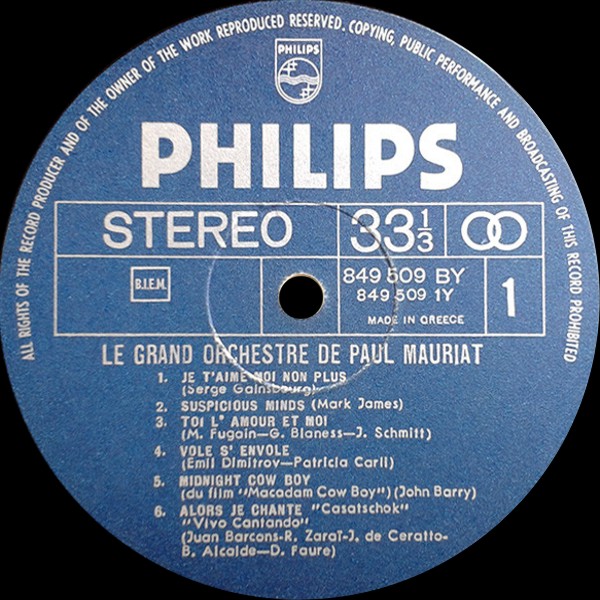 ALL RIGHTS OF THE RECORD PRODUCER AND OF THE OWNER OF THE WORK REPRODUCED RESERVED. COPYING, PUBLIC PERFORMANCE AND BROADCASTING OF THIS RECORD PROHIBITED
PHILIPS
PHILIPS
STEREO 33 1/3
B.I.E.M. 849 509 BY 1
849 509 1Y
MADE IN GREECE
LE GRAND ORCHESTRE DE PAUL MAURIAT
1. JE T'AIME MOI NON PLUS
(Serge Gainsbourg)
2. SUSPICIOUS MINDS (Mark James)
3. TOI L' AMOUR ET MOI
(M. Fugain—G. Blaness—J. Schmitt)
4. VOLE S' ENVOLE
(Emil Dimitrov—Patricia Carli)
5. MIDNIGHT COW BOY
(du film "Macadam Cow Boy") (John Barry)
6. ALORS JE CHANTE "Casatschok"
"Vivo Cantando"
(Juan Barcons-R. Zaraï-J. de Ceratto-
B. Alcalde—D. Faure)